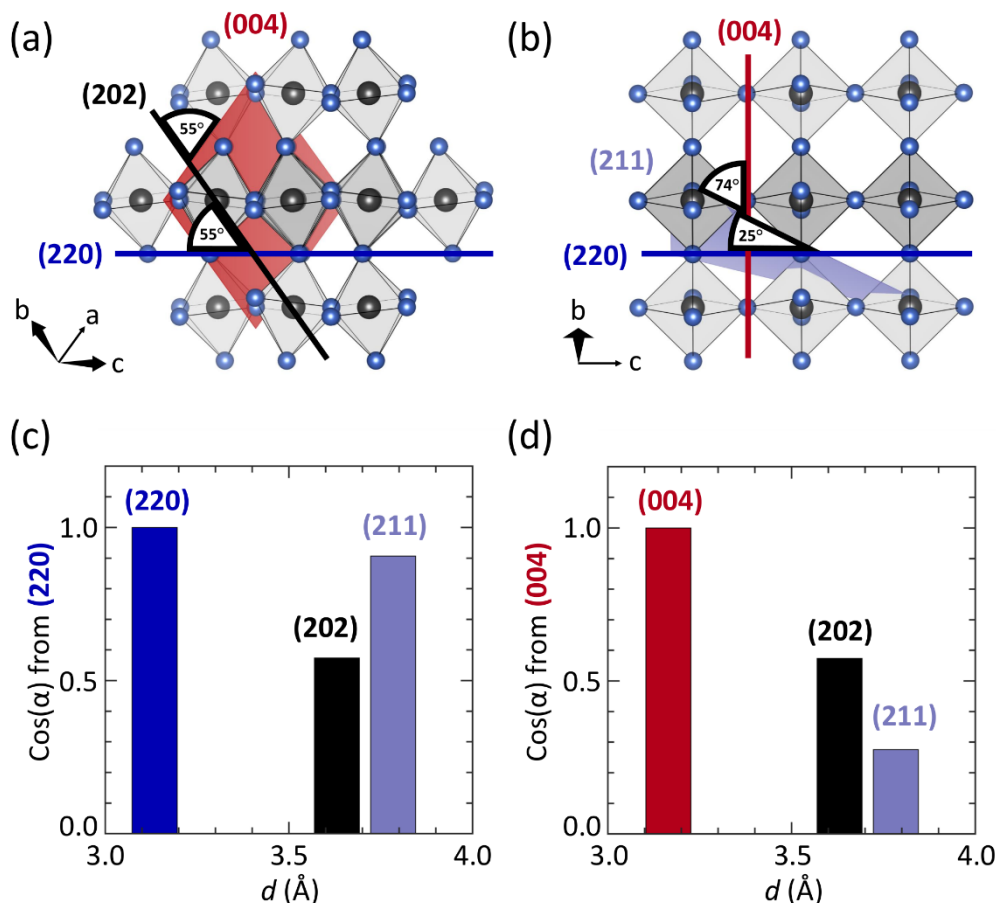 (a)
(004)
(202)
55°
55°
(220)
b
a
c
(b)
(004)
(211)
74°
25°
(220)
b
c
(c)
Cos(α) from (220)
1.0
0.5
0.0
(220)
(202)
(211)
3.0
3.5
4.0
d (Å)
(d)
Cos(α) from (004)
1.0
0.5
0.0
(004)
(202)
(211)
3.0
3.5
4.0
d (Å)